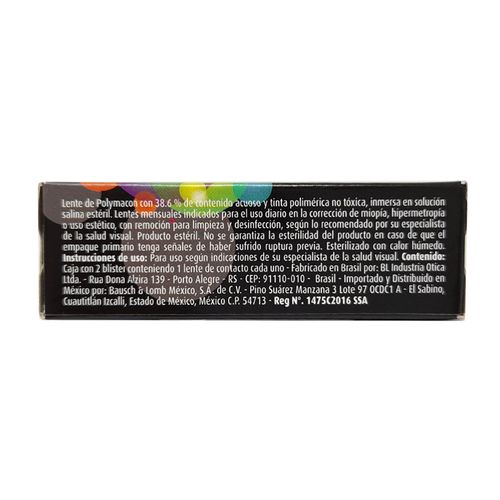 Lente de Polymacon con 38.6 % de contenido acuoso y tinta polimérica no tóxica, inmersa en solución
salina estéril. Lentes mensuales indicados para el uso diario en la corrección de miopía, hipermetropía
o uso estético, con remoción para limpieza y desinfección, según lo recomendado por su especialista
de la salud visual. Producto estéril. No se garantiza la esterilidad del producto en caso de que el
empaque primario tenga señales de haber sufrido ruptura previa. Esterilizado con calor húmedo.
Instrucciones de uso: Para uso según indicaciones de su especialista de la salud visual. Contenido:
Caja con 2 blister conteniendo 1 lente de contacto cada uno - Fabricado en Brasil por: BL Industria Otica
Ltda. - Rua Dona Alzira 139 - Porto Alegre - RS - CEP: 91110-010 - Brasil - Importado y Distribuido en
México por: Bausch & Lomb México, S.A. de C.V. - Pino Suárez Manzana 3 Lote 97 OCDC1 A - El Sabino,
Cuautitlán Izcalli, Estado de México, México C.P. 54713 - Reg N°. 1475C2016 SSA